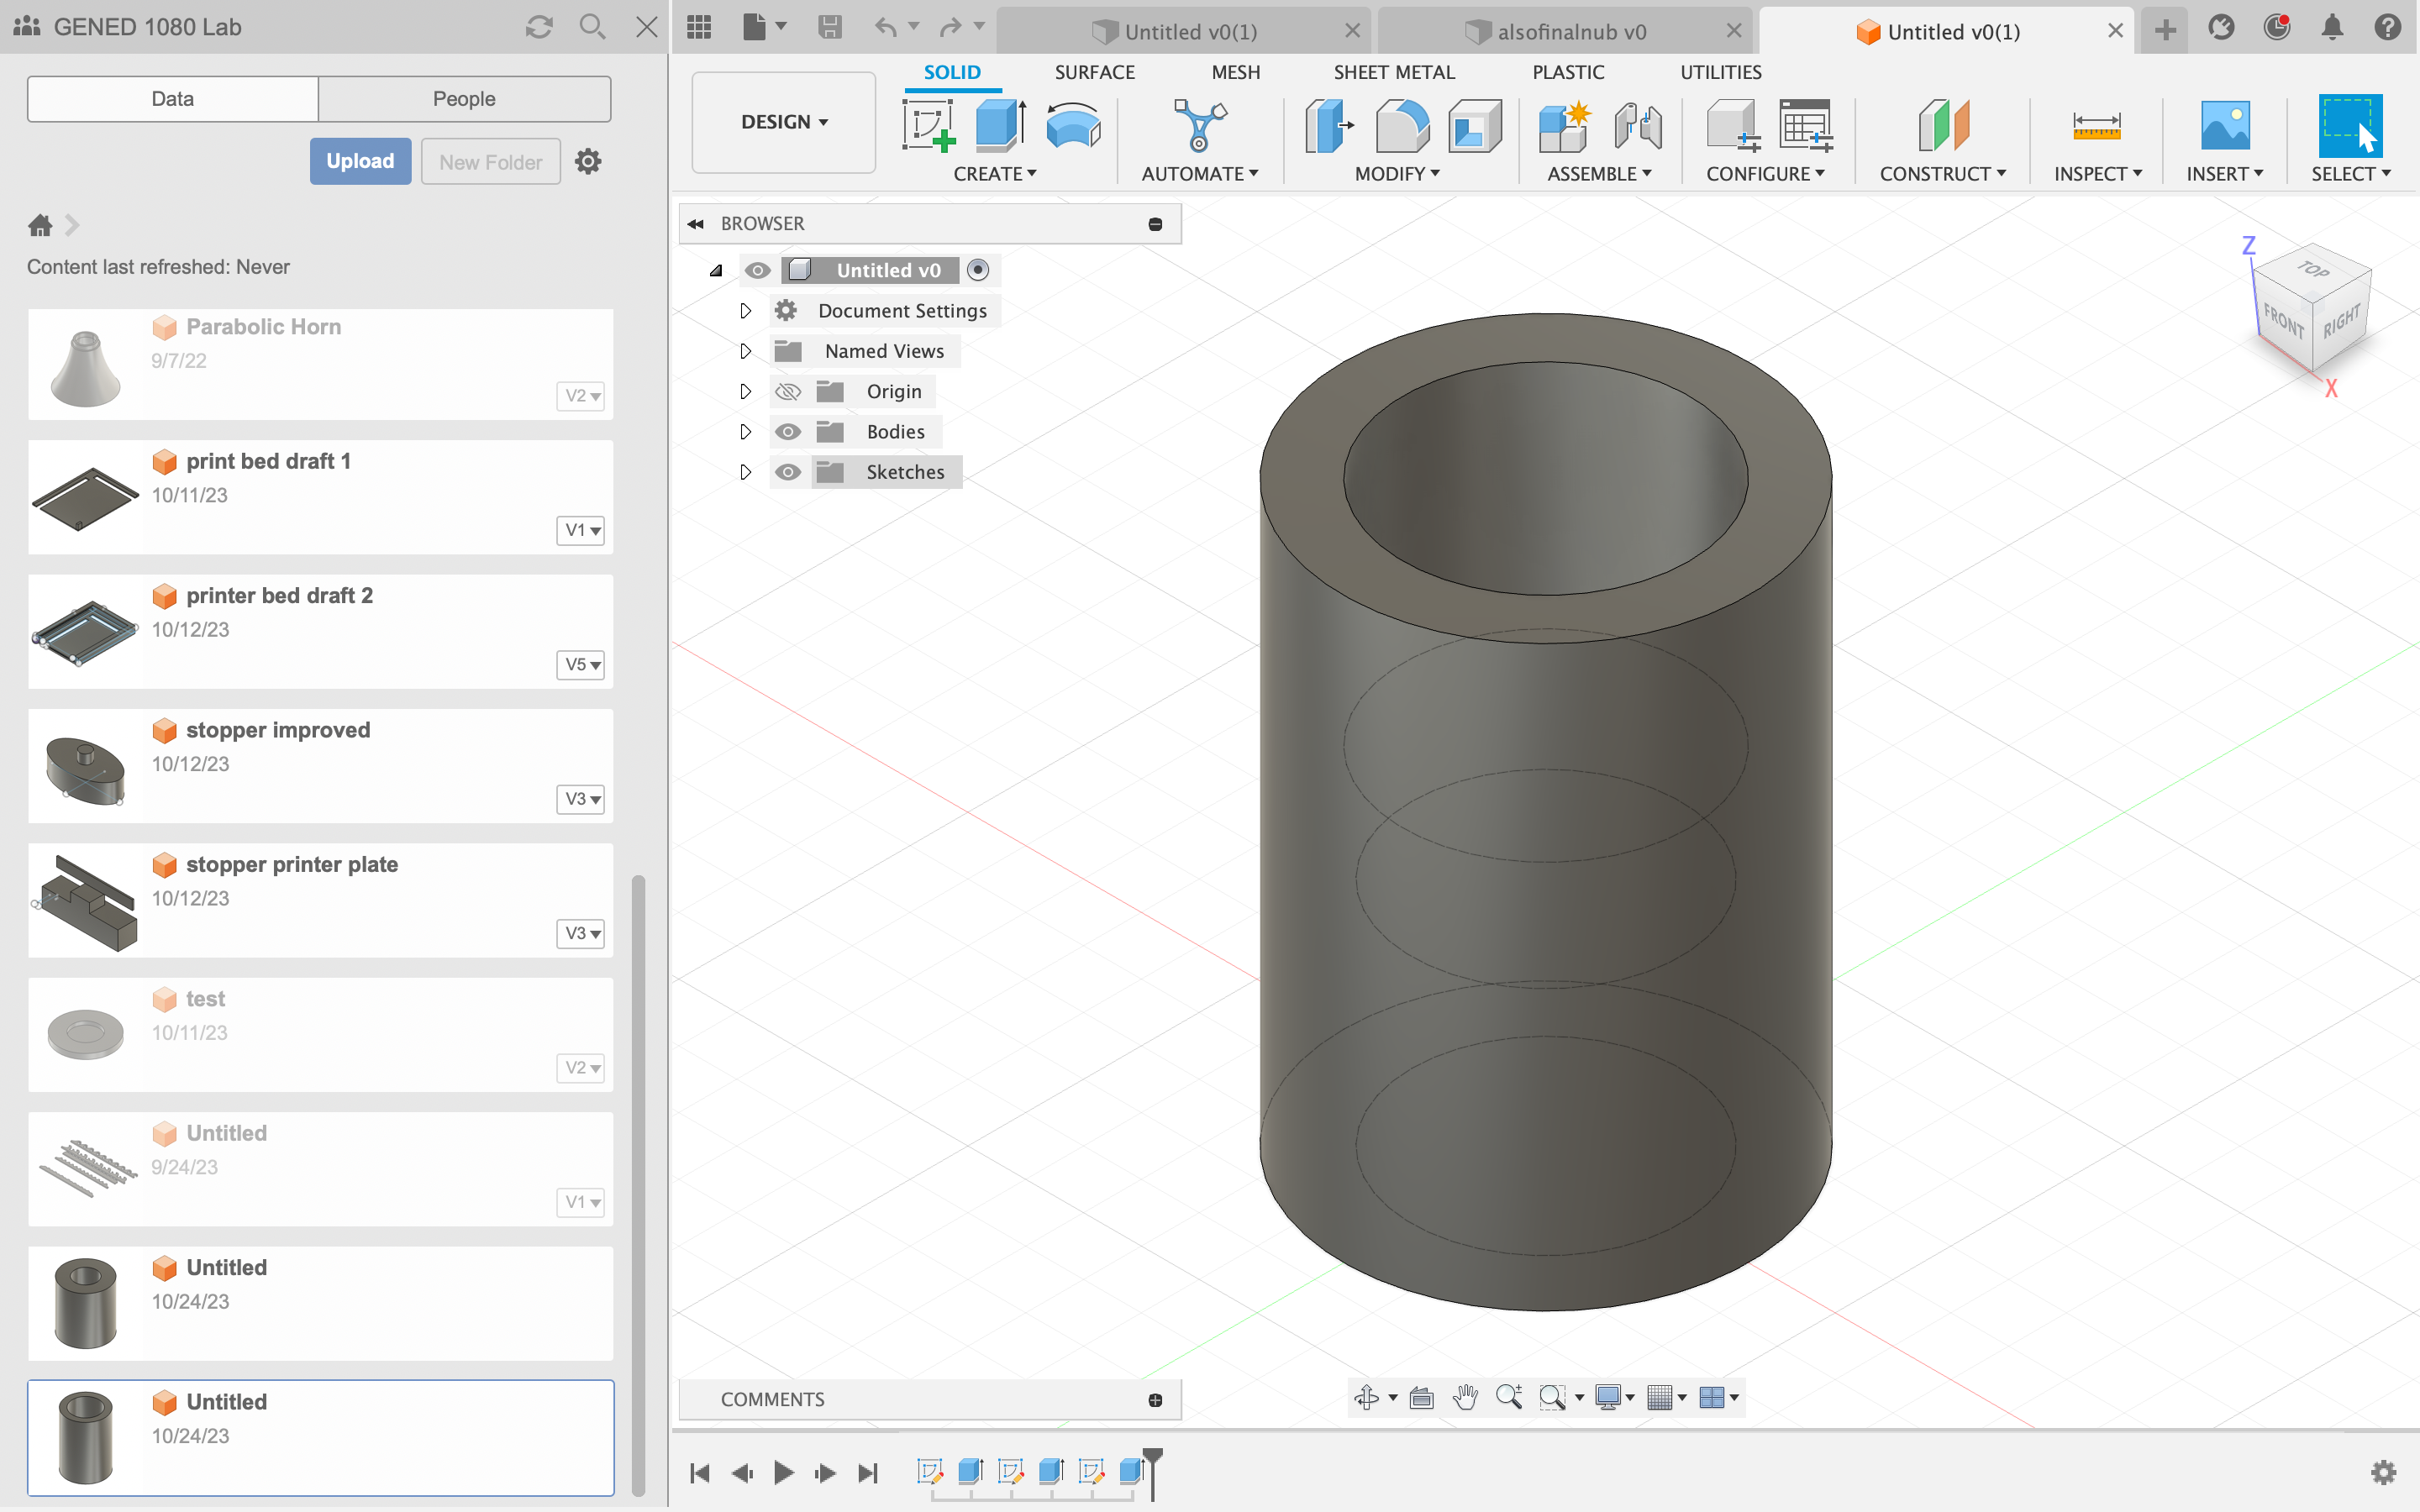 GENED 1080 Lab
Data
People
Upload
New Folder
Content last refreshed: Never
Parabolic Horn
9/7/22
V2
print bed draft 1
10/11/23
V1
printer bed draft 2
10/12/23
V5
stopper improved
10/12/23
V3
stopper printer plate
10/12/23
V3
test
10/11/23
V2
Untitled
9/24/23
V1
Untitled
10/24/23
Untitled
10/24/23
Untitled v0(1)
alsofinalnub v0
Untitled v0(1)
DESIGN
SOLID
SURFACE
MESH
SHEET METAL
PLASTIC
UTILITIES
CREATE
AUTOMATE
MODIFY
ASSEMBLE
CONFIGURE
CONSTRUCT
INSPECT
INSERT
SELECT
BROWSER
Untitled v0
Document Settings
Named Views
Origin
Bodies
Sketches
Z
TOP
FRONT
RIGHT
X
COMMENTS